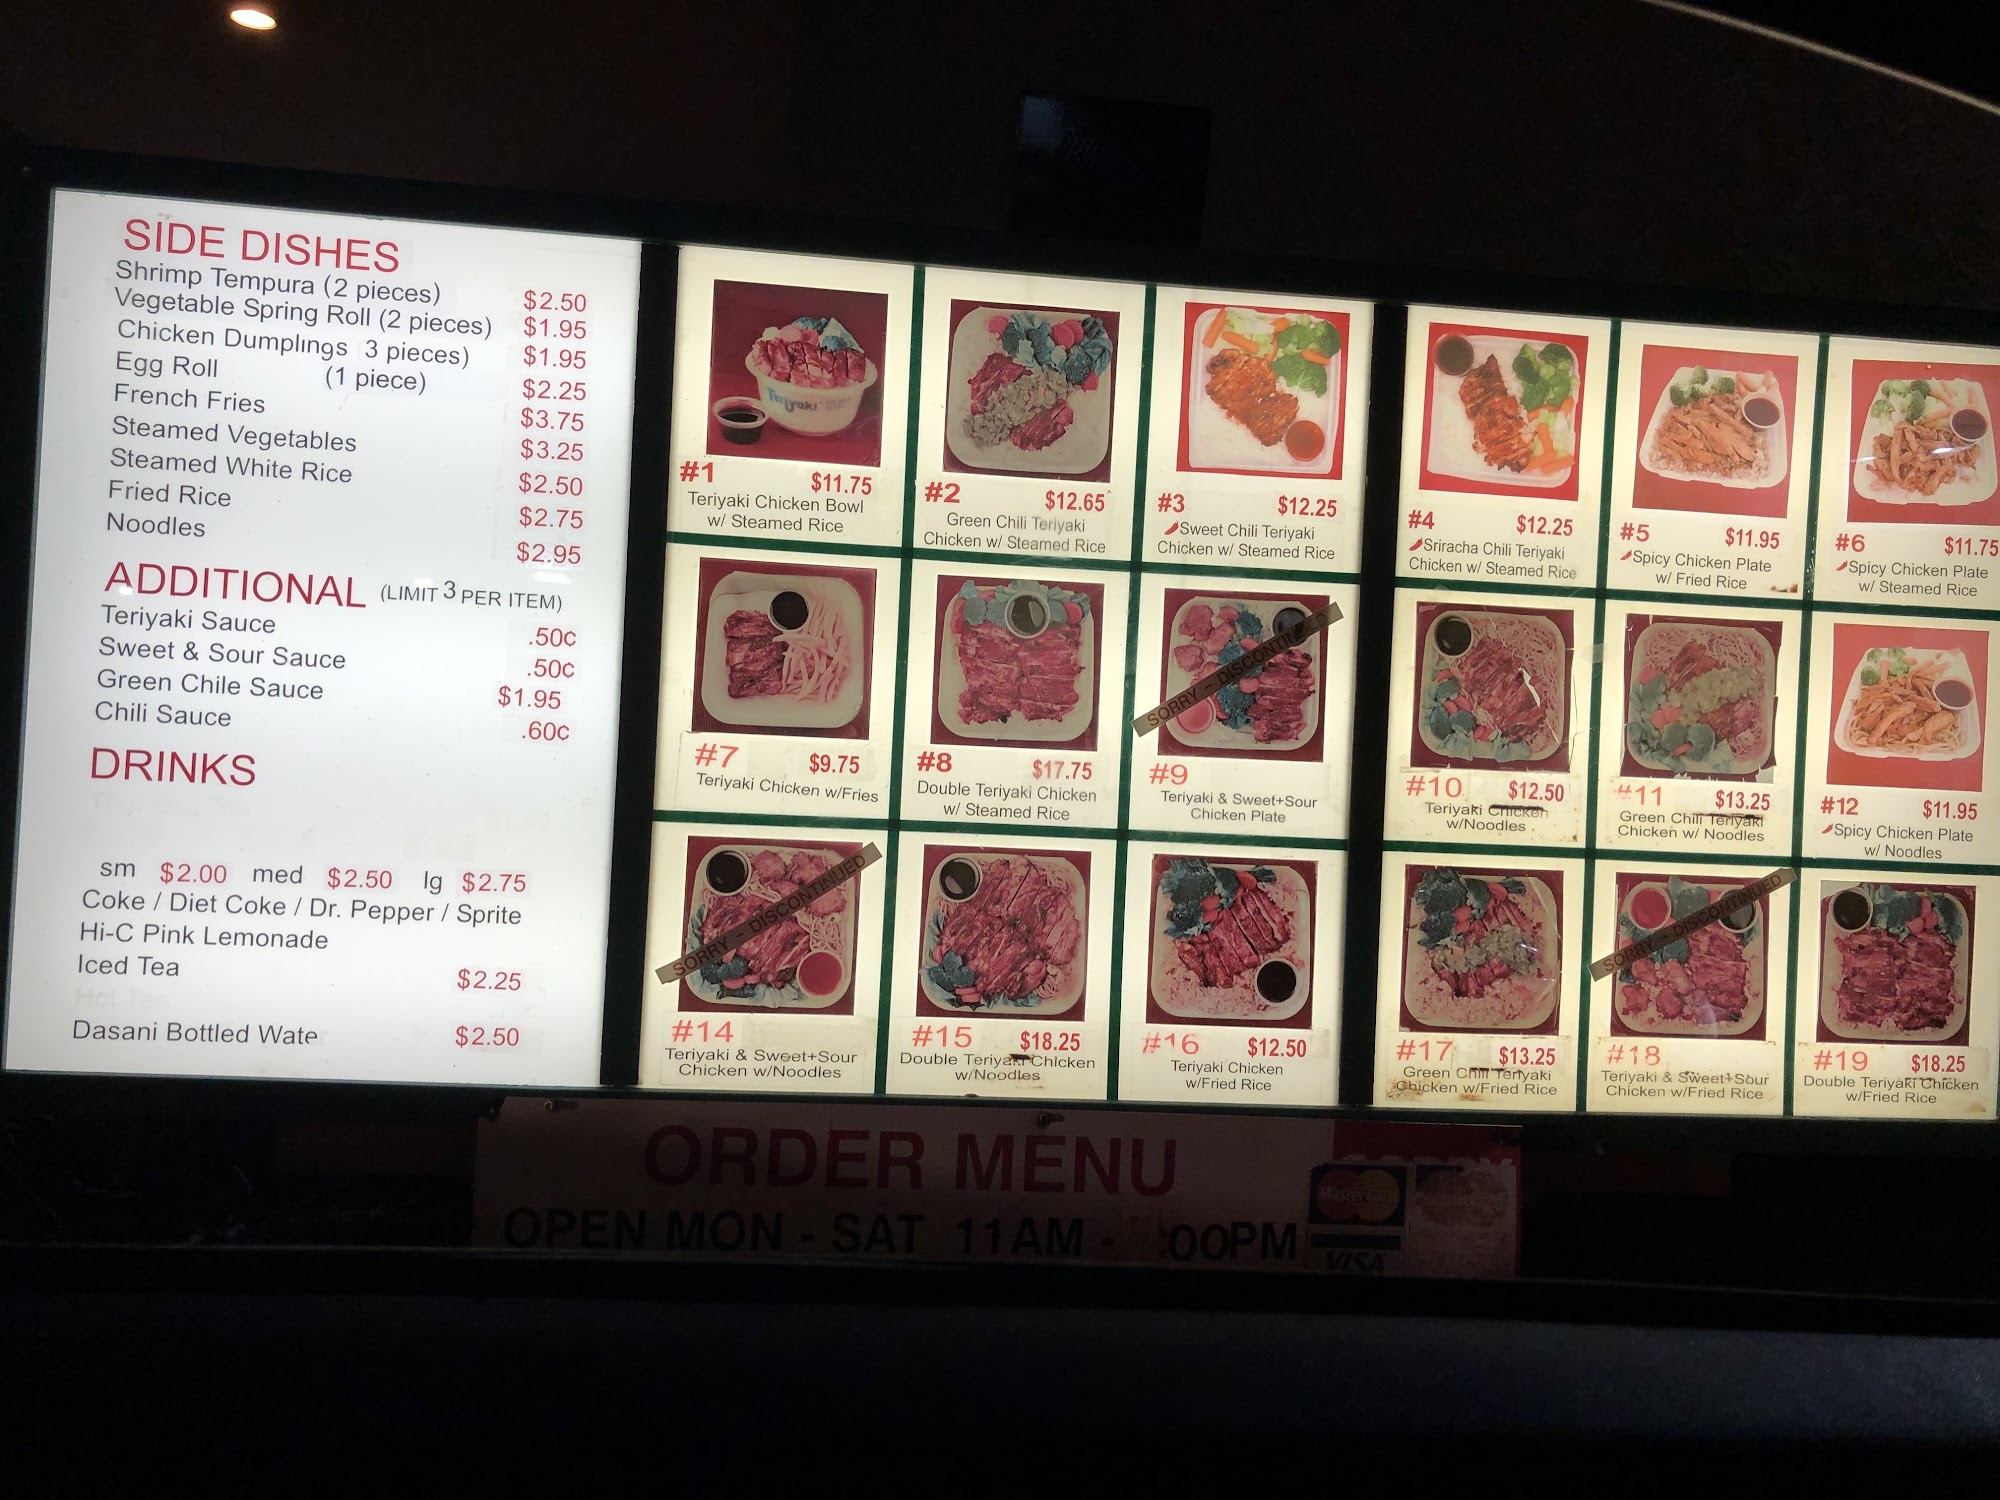 SIDE DISHES
Shrimp Tempura (2 pieces) $2.50
Vegetable Spring Roll (2 pieces) $1.95
Chicken Dumplings 3 pieces) $1.95
Egg Roll (1 piece) $2.25
French Fries $3.75
Steamed Vegetables $3.25
Steamed White Rice $2.50
Fried Rice $2.75
Noodles $2.95
ADDITIONAL (LIMIT 3 PER ITEM)
Teriyaki Sauce .50¢
Sweet & Sour Sauce .50¢
Green Chile Sauce $1.95
Chili Sauce .60¢
DRINKS
sm $2.00 med $2.50 lg $2.75
Coke / Diet Coke / Dr. Pepper / Sprite
Hi-C Pink Lemonade
Iced Tea $2.25
Hot
Dasani Bottled Wate $2.50
Teriyaki
#1 $11.75
Teriyaki Chicken Bowl
w/ Steamed Rice
#2 $12.65
Green Chili Teriyaki
Chicken w/ Steamed Rice
#3 $12.25
Sweet Chili Teriyaki
Chicken w/ Steamed Rice
#4 $12.25
Sriracha Chili Teriyaki
Chicken w/ Steamed Rice
#5 $11.95
Spicy Chicken Plate
w/ Fried Rice
#6 $11.75
Spicy Chicken Plate
w/ Steamed Rice
#7 $9.75
Teriyaki Chicken w/Fries
#8 $17.75
Double Teriyaki Chicken
w/ Steamed Rice
SORRY - DISCONTINUED
#9
Teriyaki & Sweet+Sour
Chicken Plate
#10 $12.50
Teriyaki Chicken
w/Noodles
#11 $13.25
Green Chili Teriyaki
Chicken w/ Noodles
#12 $11.95
Spicy Chicken Plate
w/ Noodles
SORRY - DISCONTINUED
#14
Teriyaki & Sweet+Sour
Chicken w/Noodles
#15 $18.25
Double Teriyaki Chicken
w/Noodles
#16 $12.50
Teriyaki Chicken
w/Fried Rice
#17 $13.25
Green Chili Teriyaki
Chicken w/Fried Rice
SORRY - DISCONTINUED
#18
Teriyaki & Sweet+Sour
Chicken w/Fried Rice
#19 $18.25
Double Teriyaki Chicken
w/Fried Rice
ORDER MENU
OPEN MON - SAT 11AM - :00PM
MasterCard
VISA